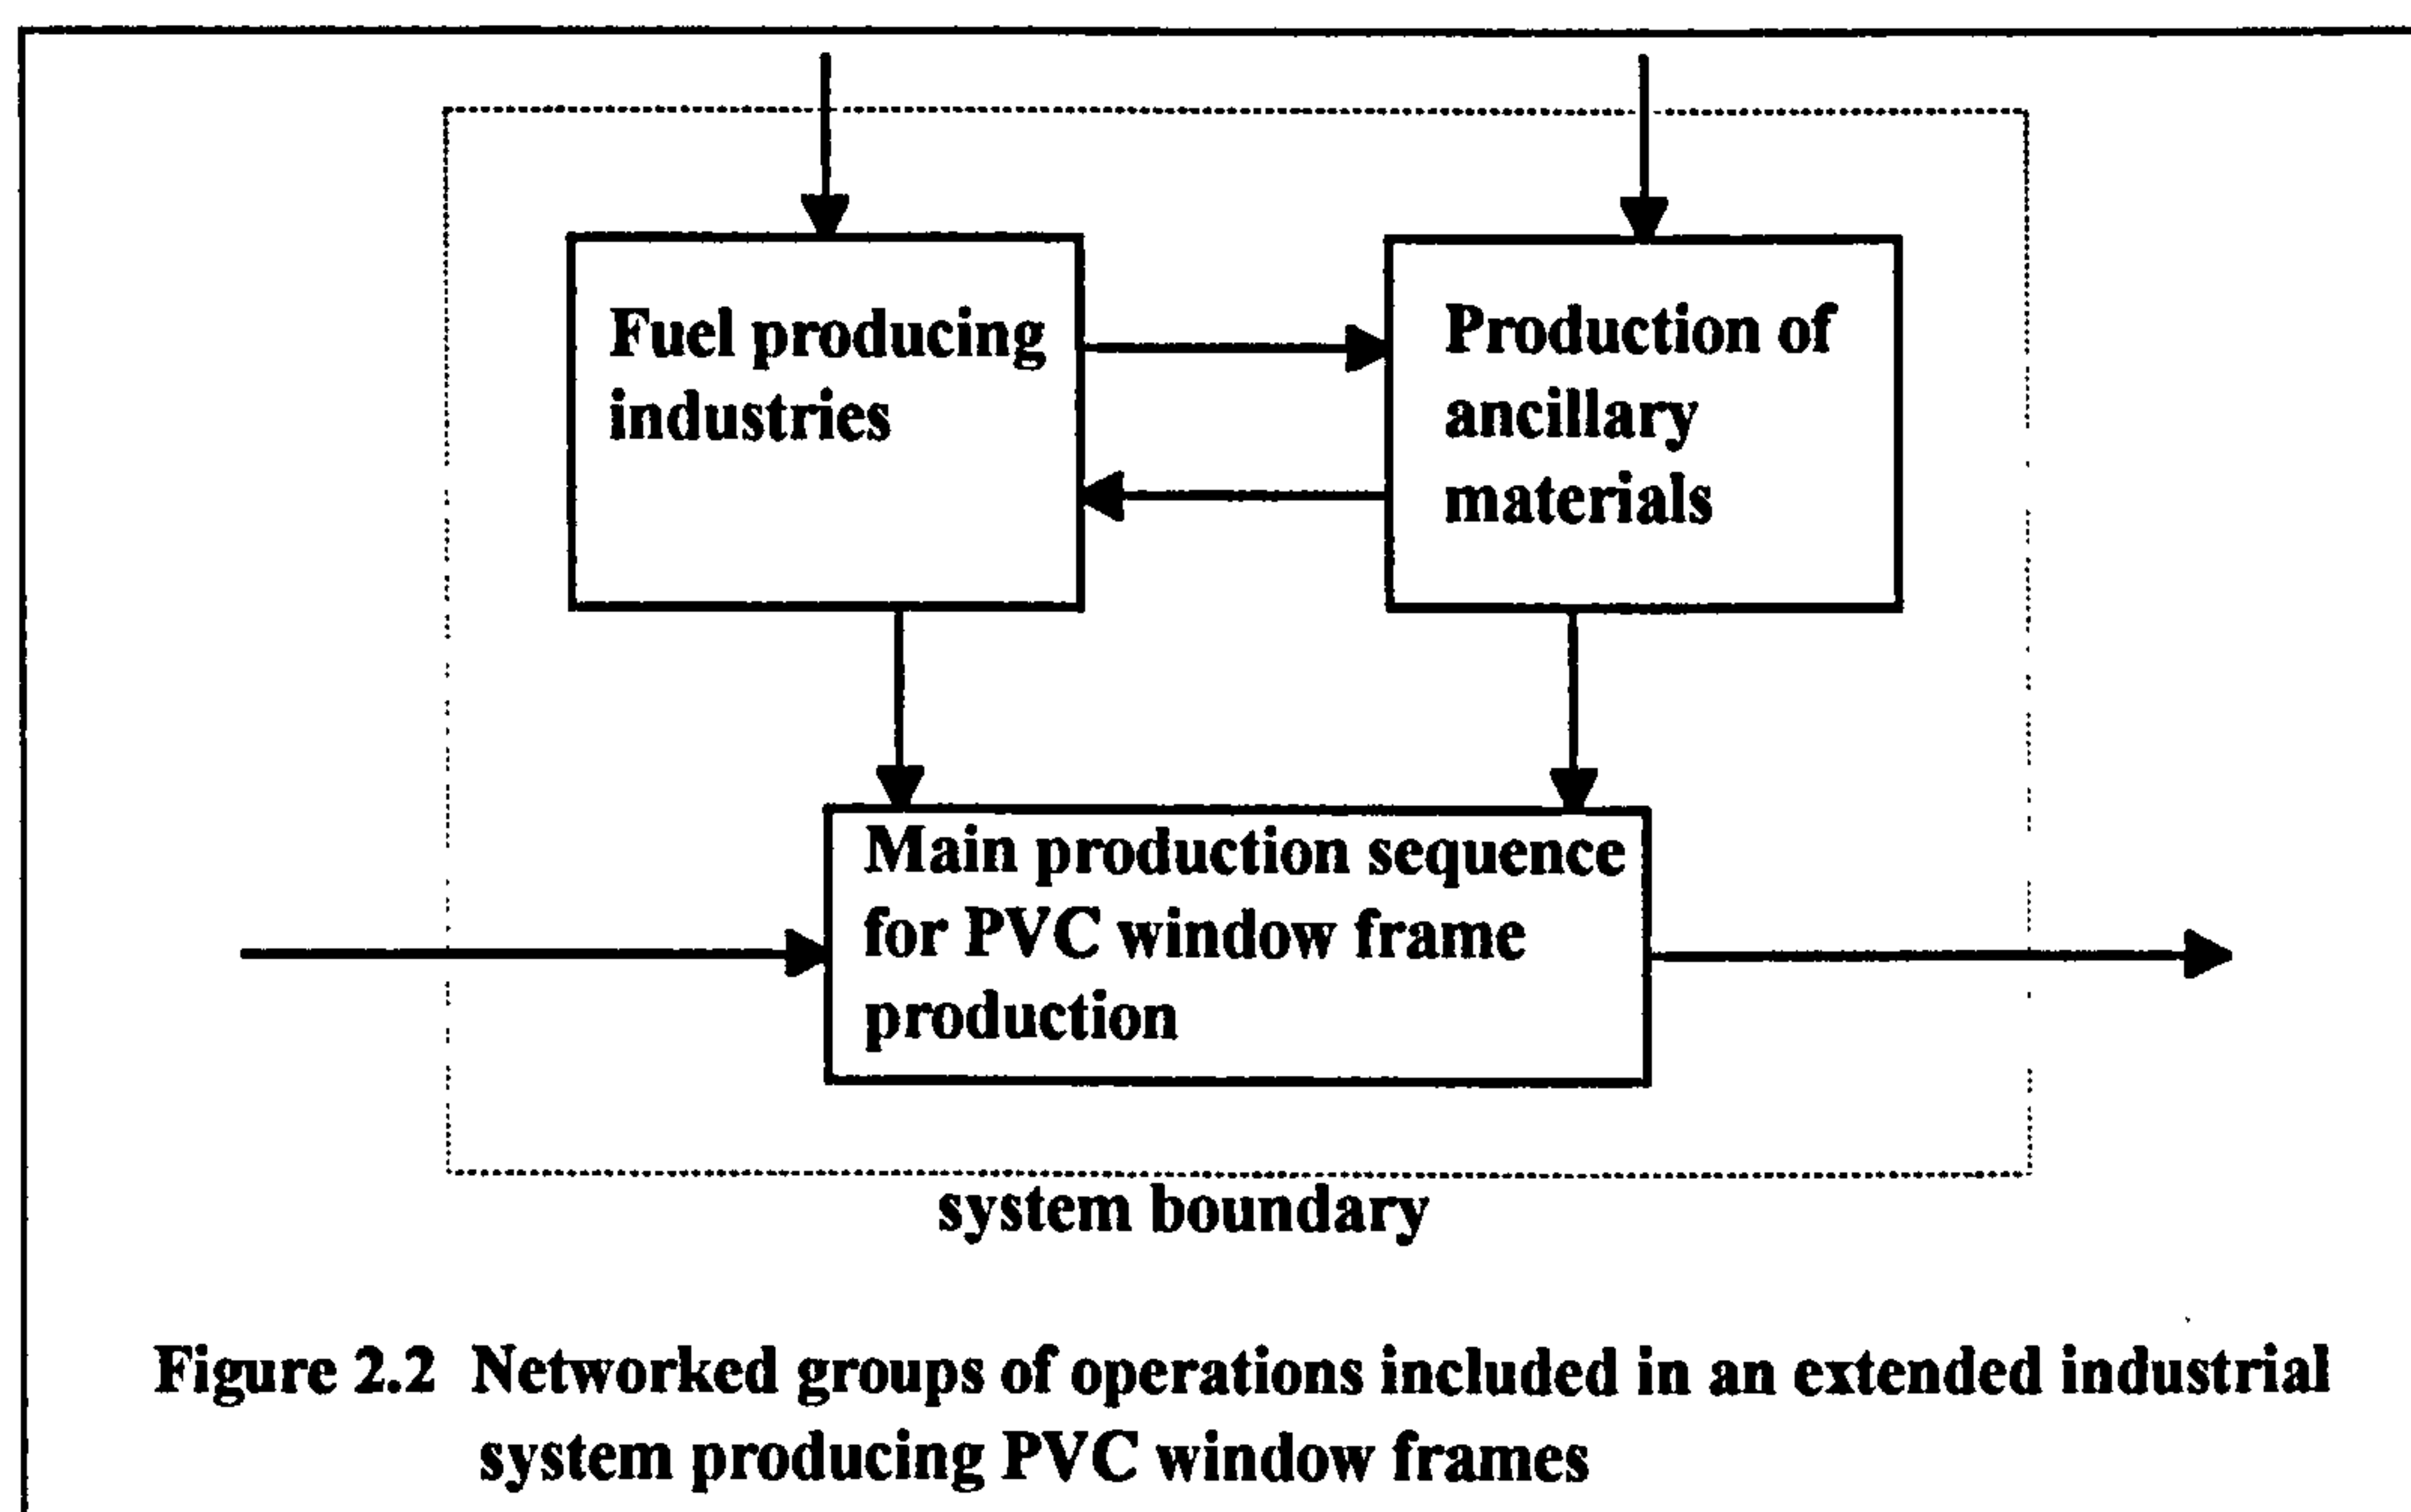 Fuel producing
industries
Production of
ancillary
materials
Main production sequence
for PVC window frame
production
system boundary
Figure 2.2 Networked groups of operations included in an extended industrial
system producing PVC window frames